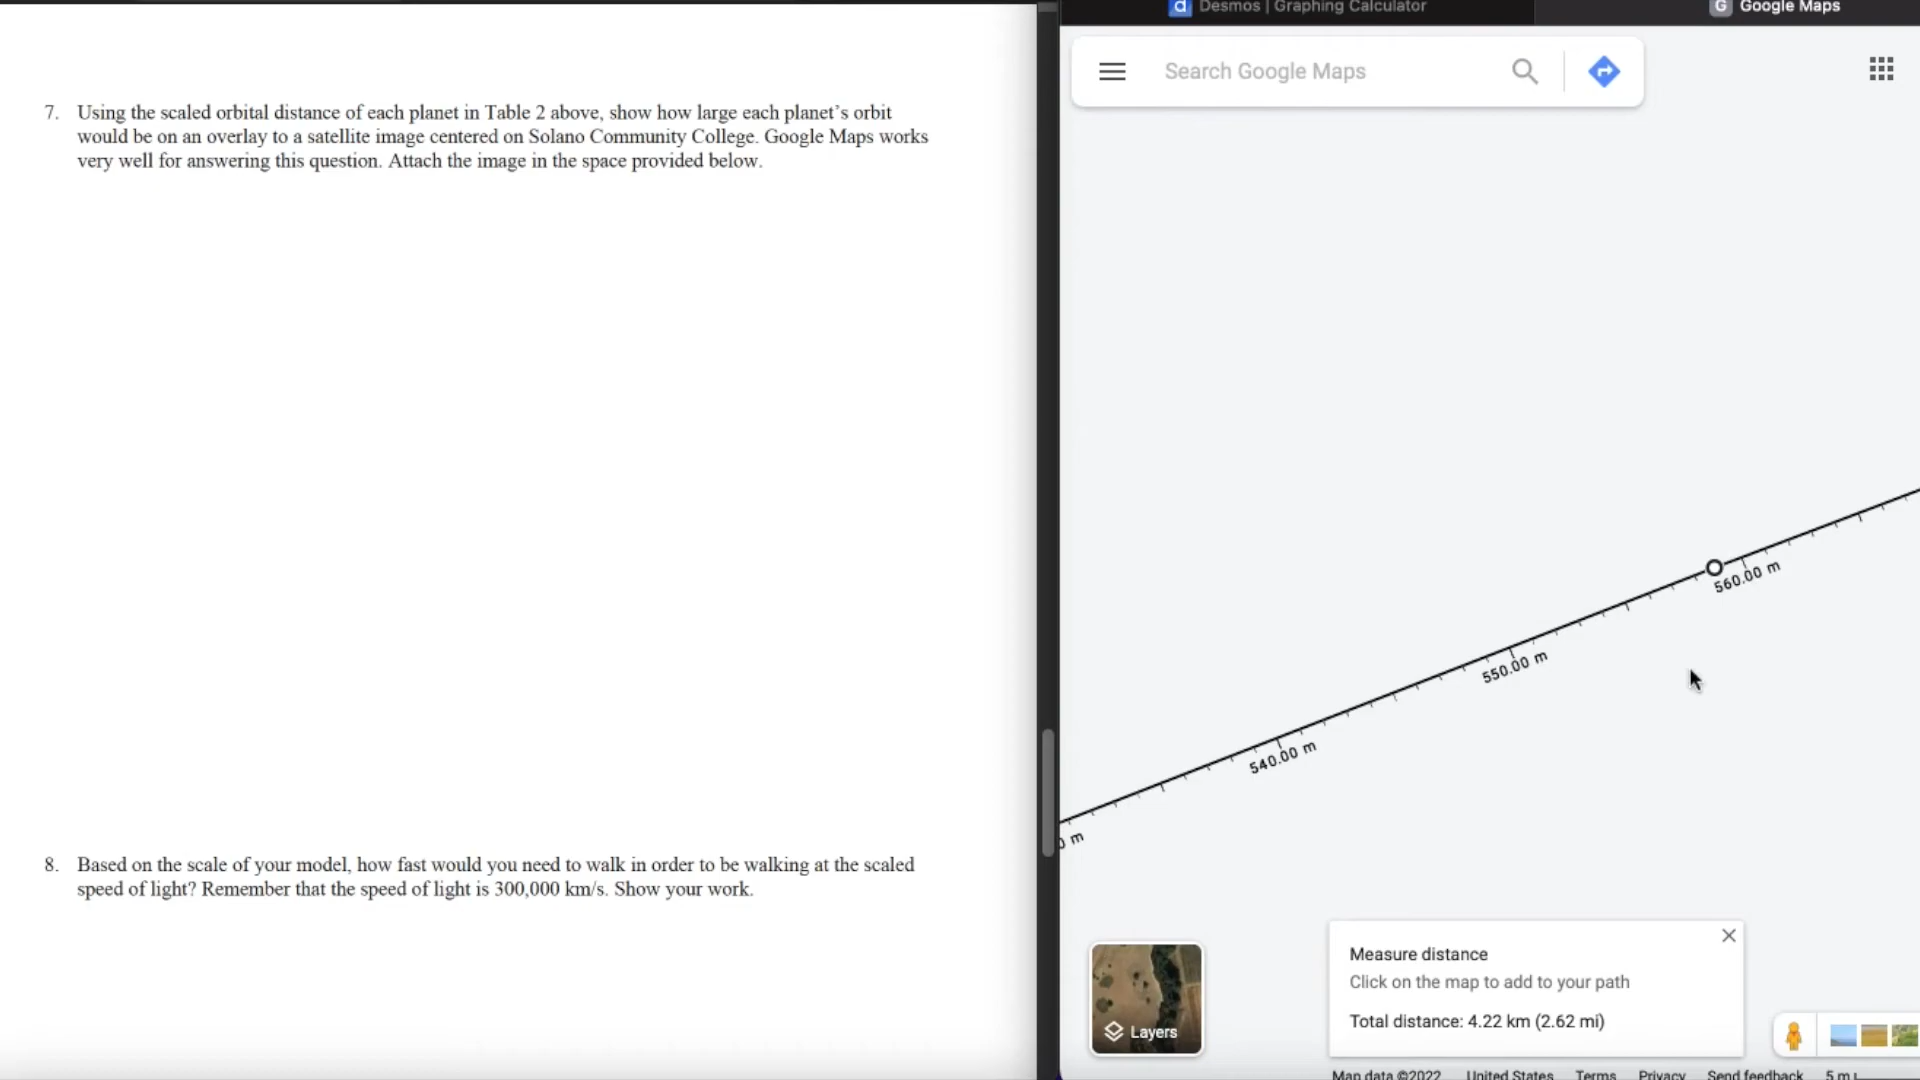 7. Using the scaled orbital distance of each planet in Table 2 above, show how large each planet’s orbit
would be on an overlay to a satellite image centered on Solano Community College. Google Maps works
very well for answering this question. Attach the image in the space provided below.
8. Based on the scale of your model, how fast would you need to walk in order to be walking at the scaled
speed of light? Remember that the speed of light is 300,000 km/s. Show your work.
d Desmos | Graphing Calculator
G Google Maps
Search Google Maps
560.00 m
550.00 m
540.00 m
0 m
Layers
Measure distance
Click on the map to add to your path
Total distance: 4.22 km (2.62 mi)
Map data ©2022 United States Terms Privacy Send feedback 5 m